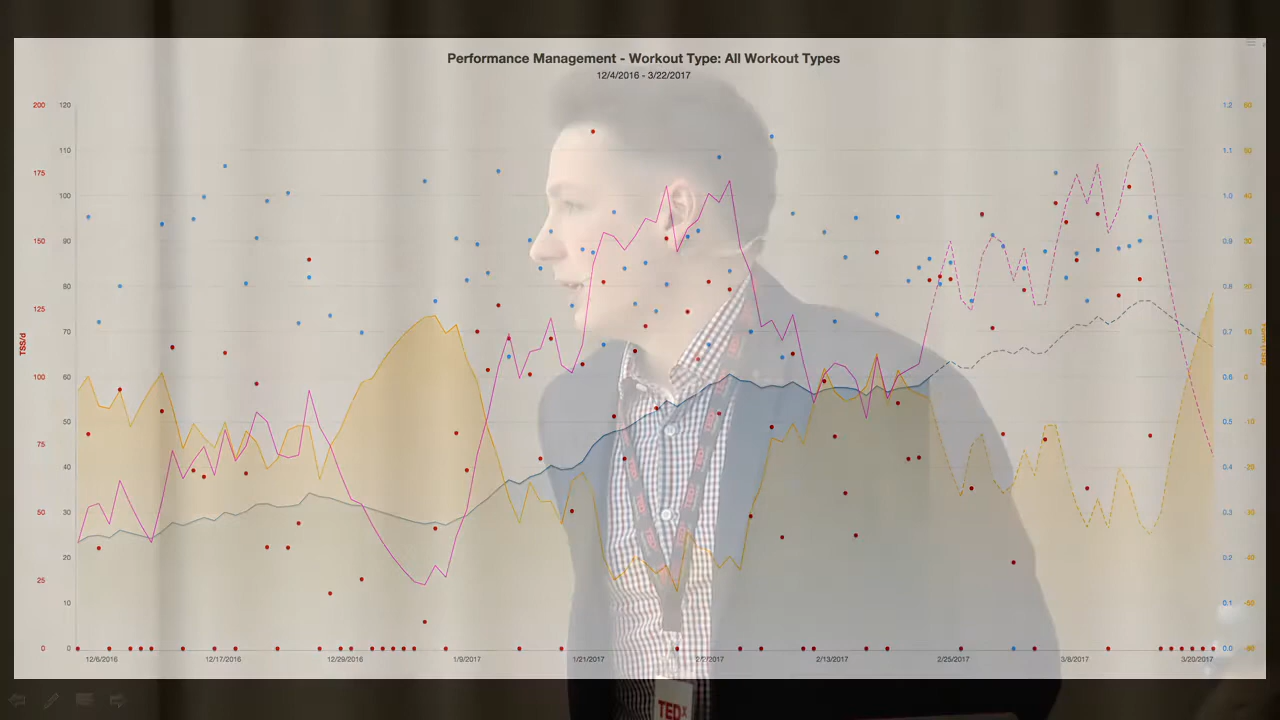 Performance Management - Workout Type: All Workout Types
12/4/2016 - 3/22/2017
200 120 1.2 60
110 1.1 50
175
100 1.0 40
150 90 0.9 30
80 0.8 20
125
70 0.7 10
TSS/d
100 60 0.6 0
50 0.5 -10
75
40 0.4 -20
50 30 0.3 -30
20 0.2 -40
25
10 0.1 -50
0 0 0.0 -60
12/6/2016 12/17/2016 12/29/2016 1/9/2017 1/21/2017 2/2/2017 2/13/2017 2/25/2017 3/8/2017 3/20/2017
TEDx